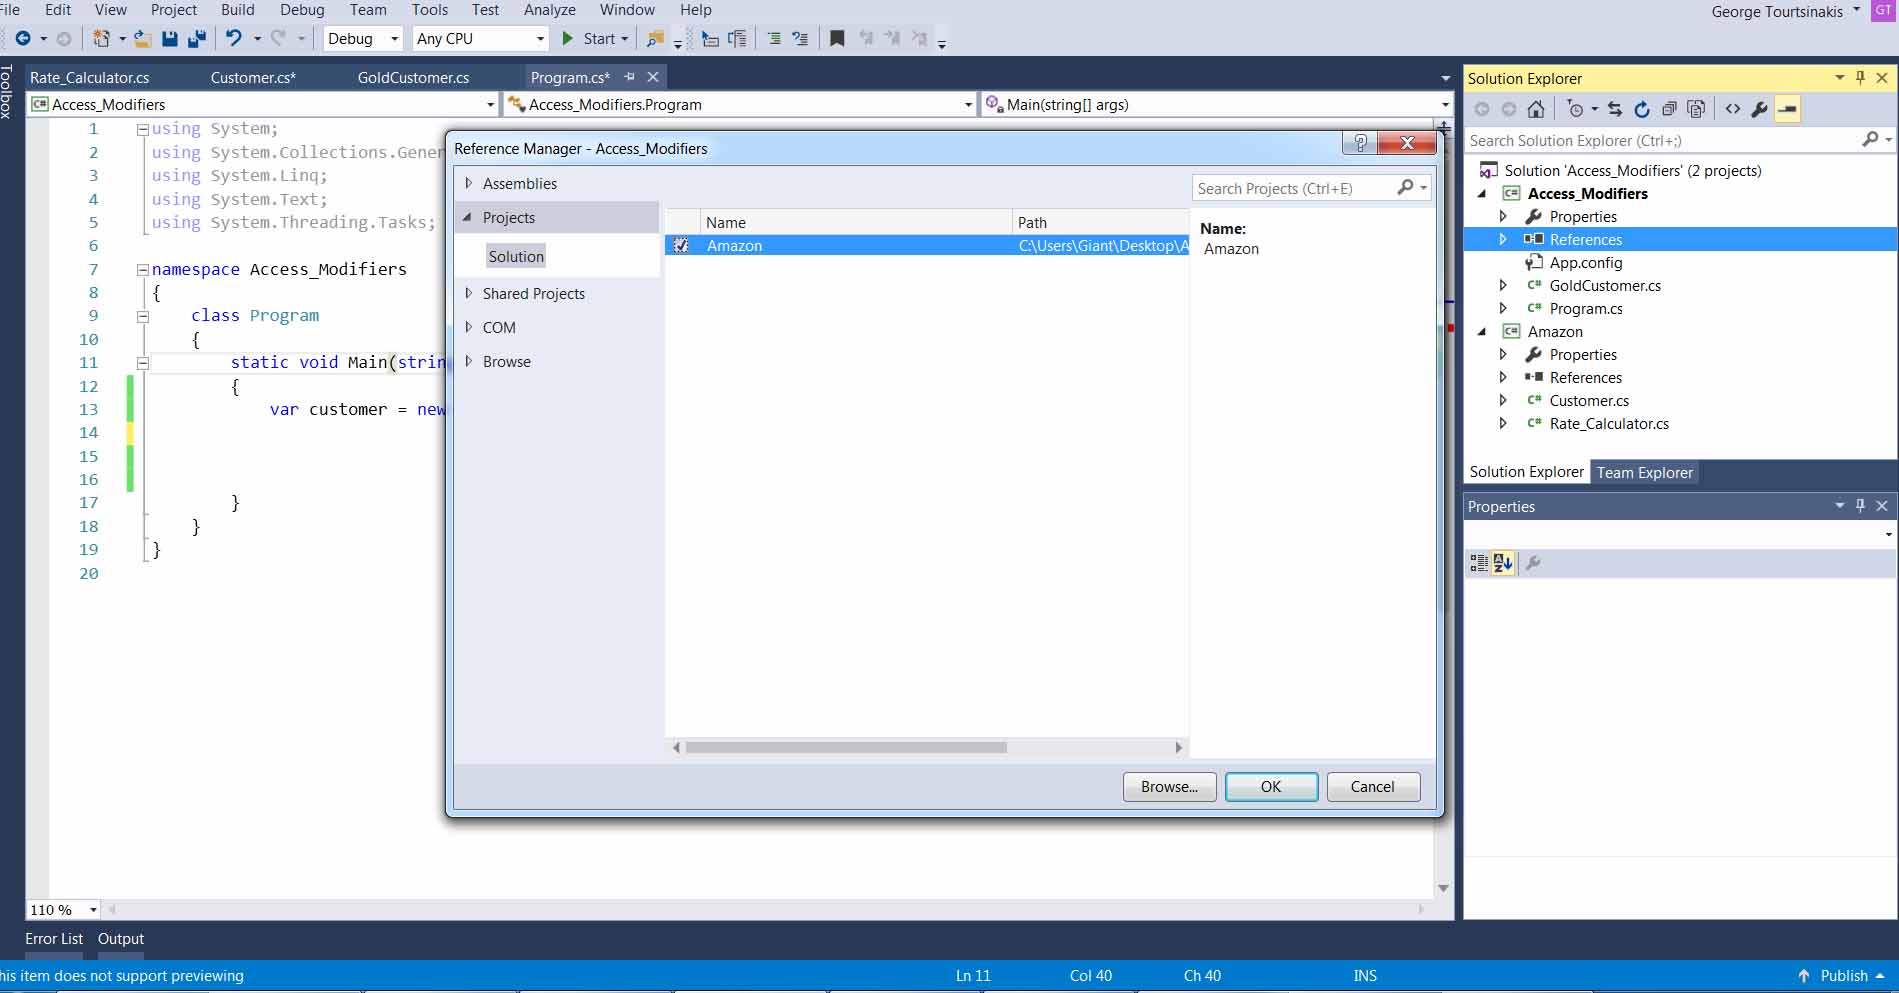 File Edit View Project Build Debug Team Tools Test Analyze Window Help
George Tourtsinakis GT
Debug Any CPU Start
Toolbox
Rate_Calculator.cs Customer.cs* GoldCustomer.cs Program.cs*
Access_Modifiers Access_Modifiers.Program Main(string[] args)
1 using System;
2 using System.Collections.Gener
3 using System.Linq;
4 using System.Text;
5 using System.Threading.Tasks;
6
7 namespace Access_Modifiers
8 {
9 class Program
10 {
11 static void Main(strin
12 {
13 var customer = new
14
15
16
17 }
18 }
19 }
20
110 %
Reference Manager - Access_Modifiers
Assemblies
Projects
Solution
Shared Projects
COM
Browse
Search Projects (Ctrl+E)
Name Path
Amazon C:\Users\Giant\Desktop\A
Name:
Amazon
Browse... OK Cancel
Solution Explorer
Search Solution Explorer (Ctrl+;)
Solution 'Access_Modifiers' (2 projects)
C# Access_Modifiers
Properties
References
App.config
C# GoldCustomer.cs
C# Program.cs
C# Amazon
Properties
References
C# Customer.cs
C# Rate_Calculator.cs
Solution Explorer Team Explorer
Properties
Error List Output
his item does not support previewing Ln 11 Col 40 Ch 40 INS Publish